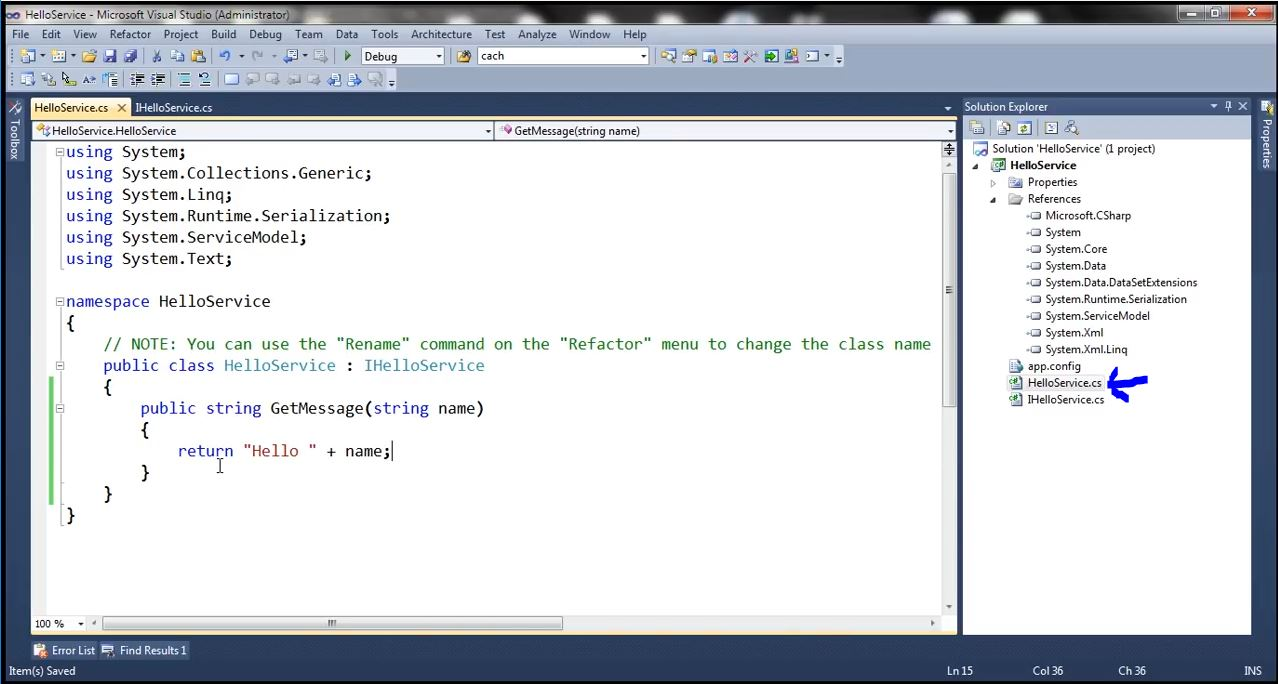 HelloService - Microsoft Visual Studio (Administrator)
File Edit View Refactor Project Build Debug Team Data Tools Architecture Test Analyze Window Help
Debug cach
HelloService.cs IHelloService.cs
HelloService.HelloService GetMessage(string name)
Toolbox
using System;
using System.Collections.Generic;
using System.Linq;
using System.Runtime.Serialization;
using System.ServiceModel;
using System.Text;
namespace HelloService
{
// NOTE: You can use the "Rename" command on the "Refactor" menu to change the class name
public class HelloService : IHelloService
{
public string GetMessage(string name)
{
return "Hello " + name;
}
}
}
100 %
Solution Explorer
Solution 'HelloService' (1 project)
HelloService
Properties
References
Microsoft.CSharp
System
System.Core
System.Data
System.Data.DataSetExtensions
System.Runtime.Serialization
System.ServiceModel
System.Xml
System.Xml.Linq
app.config
HelloService.cs
IHelloService.cs
Properties
Error List Find Results 1
Item(s) Saved Ln 15 Col 36 Ch 36 INS